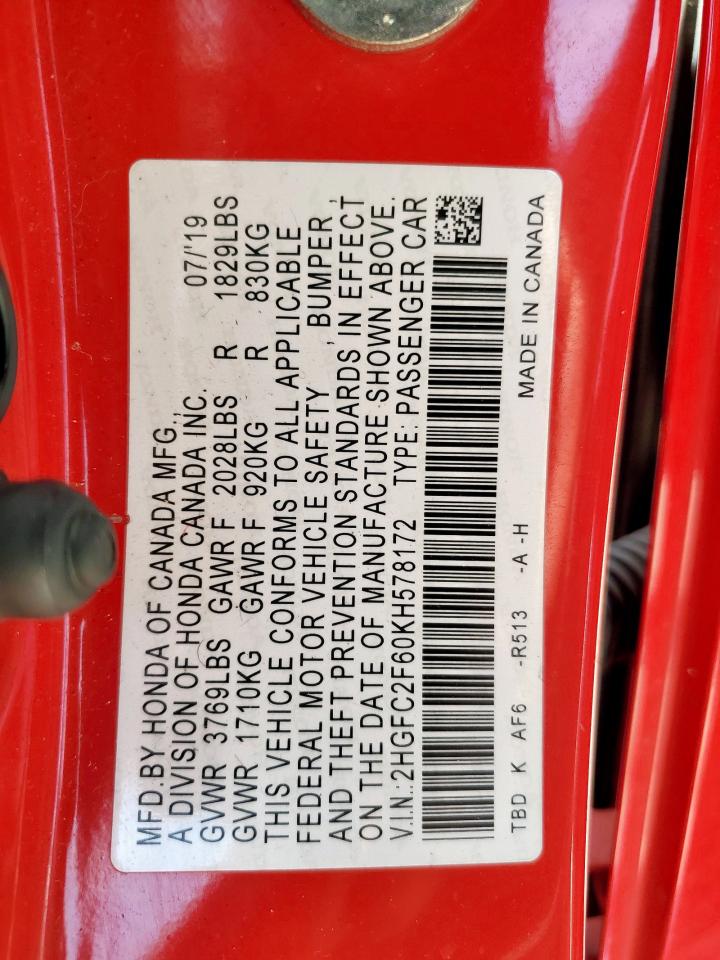 MFD.BY HONDA OF CANADA MFG.,
A DIVISION OF HONDA CANADA INC. 07/'19
GVWR 3769LBS GAWR F 2028LBS R 1829LBS
GVWR 1710KG GAWR F 920KG R 830KG
THIS VEHICLE CONFORMS TO ALL APPLICABLE
FEDERAL MOTOR VEHICLE SAFETY , BUMPER ,
AND THEFT PREVENTION STANDARDS IN EFFECT
ON THE DATE OF MANUFACTURE SHOWN ABOVE.
V.I.N.:2HGFC2F60KH578172 TYPE: PASSENGER CAR
TBD K AF6 -R513 -A -H MADE IN CANADA